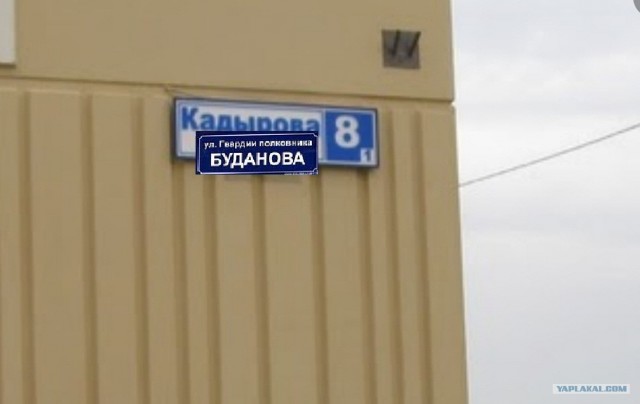 Кадырова
8
1
ул. Гвардии полковника
БУДАНОВА
YAPLAKAL.COM